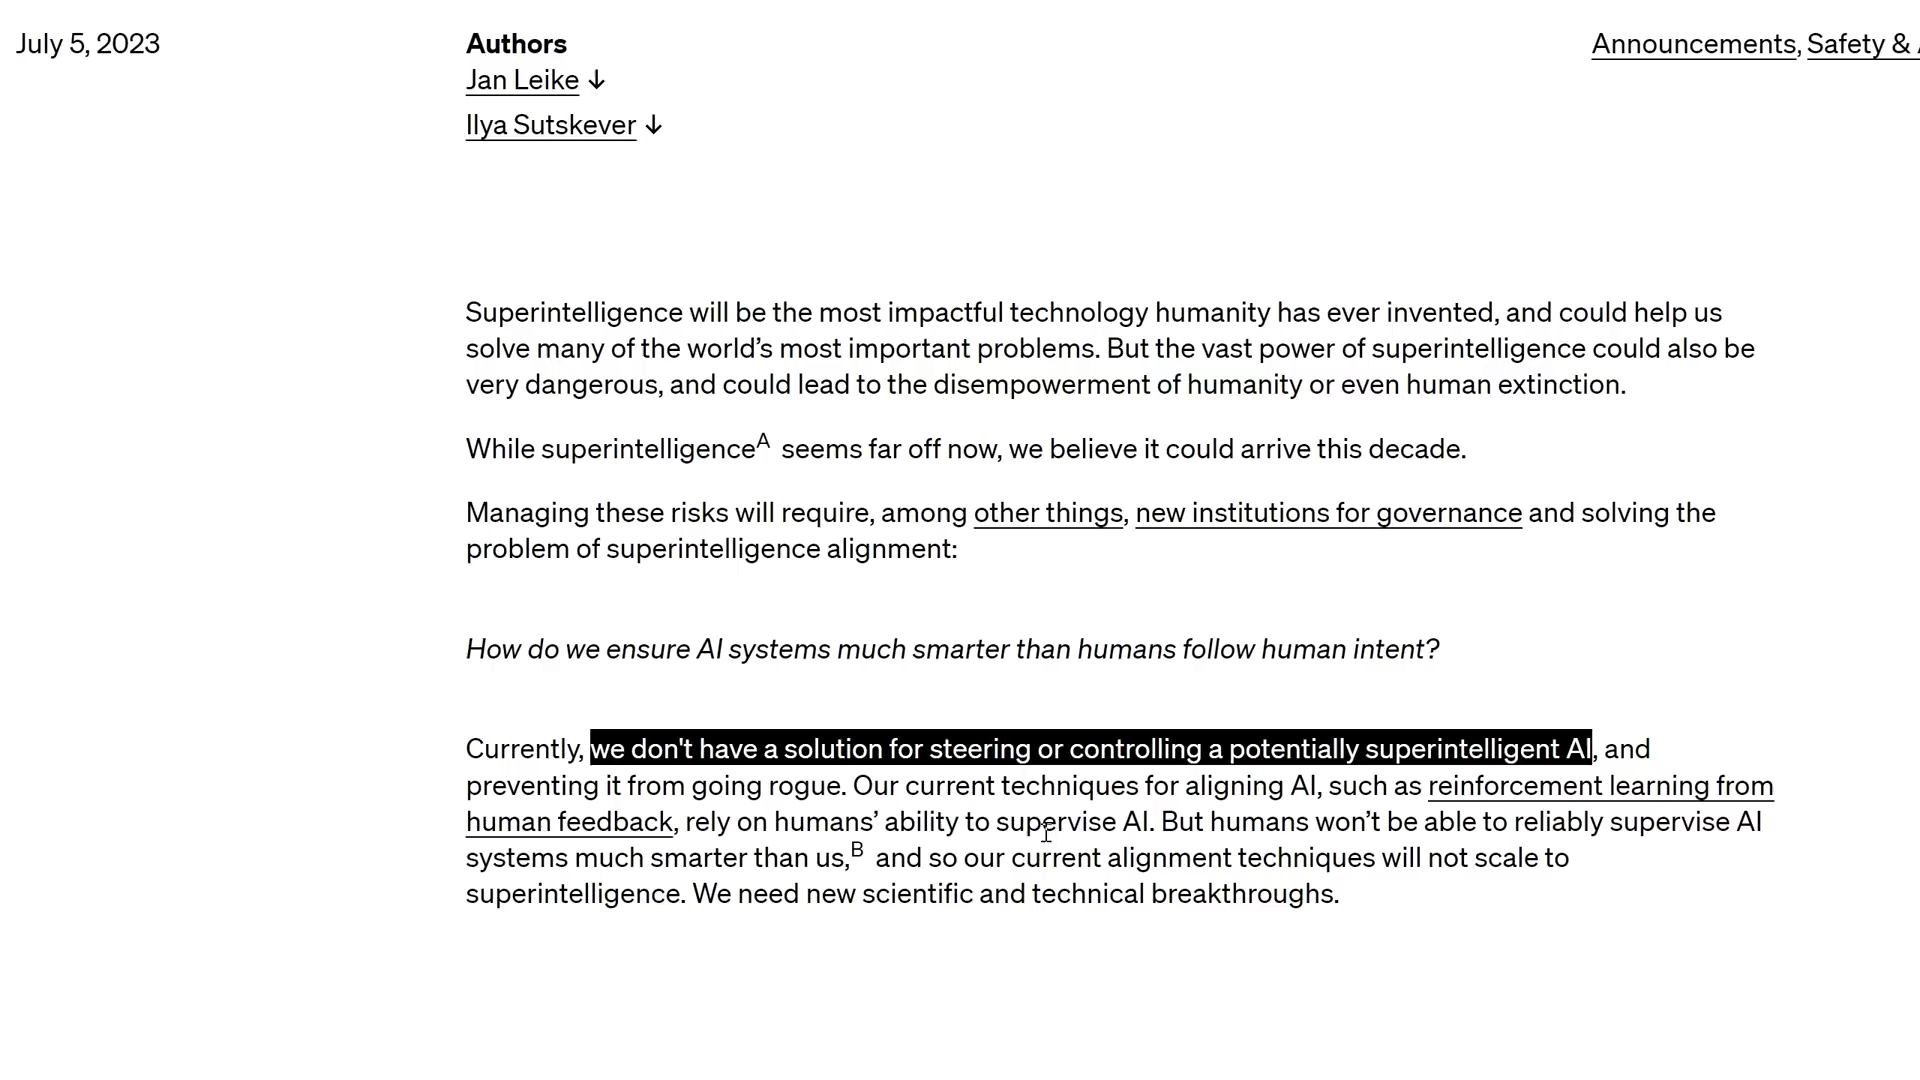 July 5, 2023
Authors
Jan Leike ↓
Ilya Sutskever ↓
Announcements, Safety &
Superintelligence will be the most impactful technology humanity has ever invented, and could help us
solve many of the world’s most important problems. But the vast power of superintelligence could also be
very dangerous, and could lead to the disempowerment of humanity or even human extinction.
While superintelligenceA seems far off now, we believe it could arrive this decade.
Managing these risks will require, among other things, new institutions for governance and solving the
problem of superintelligence alignment:
How do we ensure AI systems much smarter than humans follow human intent?
Currently, we don't have a solution for steering or controlling a potentially superintelligent AI, and
preventing it from going rogue. Our current techniques for aligning AI, such as reinforcement learning from
human feedback, rely on humans’ ability to supervise AI. But humans won’t be able to reliably supervise AI
systems much smarter than us,B and so our current alignment techniques will not scale to
superintelligence. We need new scientific and technical breakthroughs.